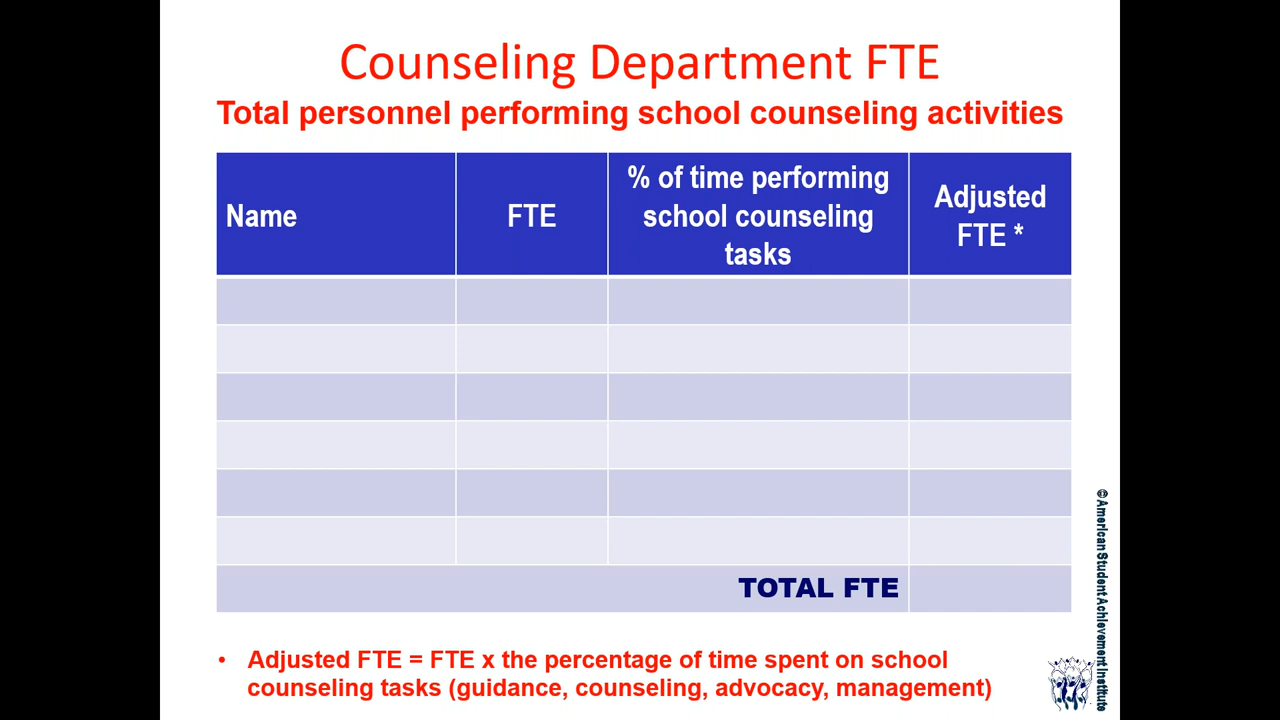 Counseling Department FTE
Total personnel performing school counseling activities
Name
FTE
% of time performing
school counseling
tasks
Adjusted
FTE *
TOTAL FTE
• Adjusted FTE = FTE x the percentage of time spent on school
counseling tasks (guidance, counseling, advocacy, management)
©American Student Achievement Institute